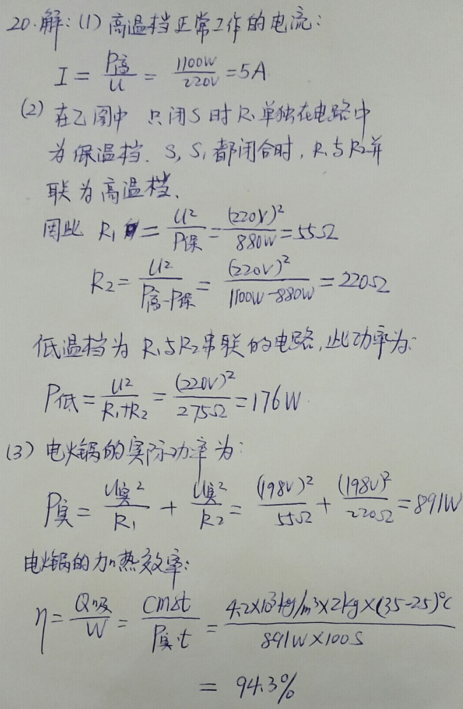 20.解:(1)高温档正常工作的电流:
I = P高/U = 1100W/220V = 5A
(2)在乙图中 只闭S时R₁单独在电路中
为保温档. S,S₁都闭合时,R₁与R₂并
联为高温档.
因此 R₁ = U²/P保 = (220V)²/880W = 55Ω
R₂ = U²/(P高-P保) = (220V)²/(1100W-880W) = 220Ω
低温档为R₁与R₂串联的电路,此功率为:
P低 = U²/(R₁+R₂) = (220V)²/275Ω = 176W
(3)电火锅的实际功率为:
P实 = U实²/R₁ + U实²/R₂ = (198V)²/55Ω + (198V)²/220Ω = 891W
电火锅的加热效率:
η = Q吸/W = cmΔt/P实·t = 4.2×10³kg/m³×2kg×(35-25)℃/891W×100S
= 94.3%